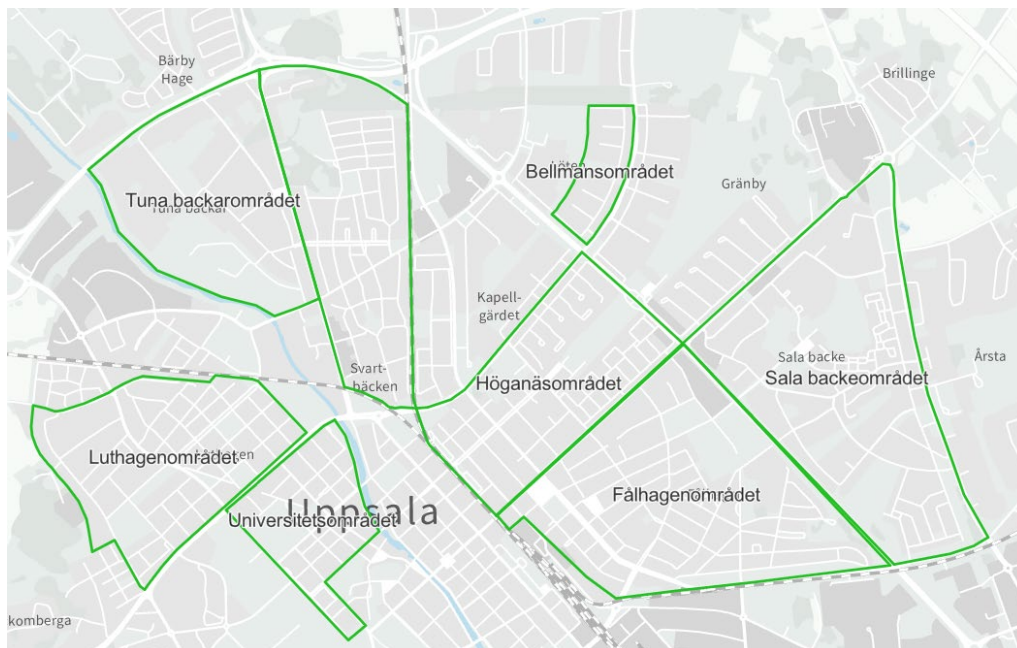 Bärby
Hage
Brillinge
Bellmansområdet
Gränby
Tuna backarområdet
Tuna backar
Kapell-
gärdet
Sala backe
Årsta
Svart-
bäcken
Sala backeområdet
Höganäsområdet
Luthagenområdet
Fålhagenområdet
Uppsala
Universitetsområdet
komberga